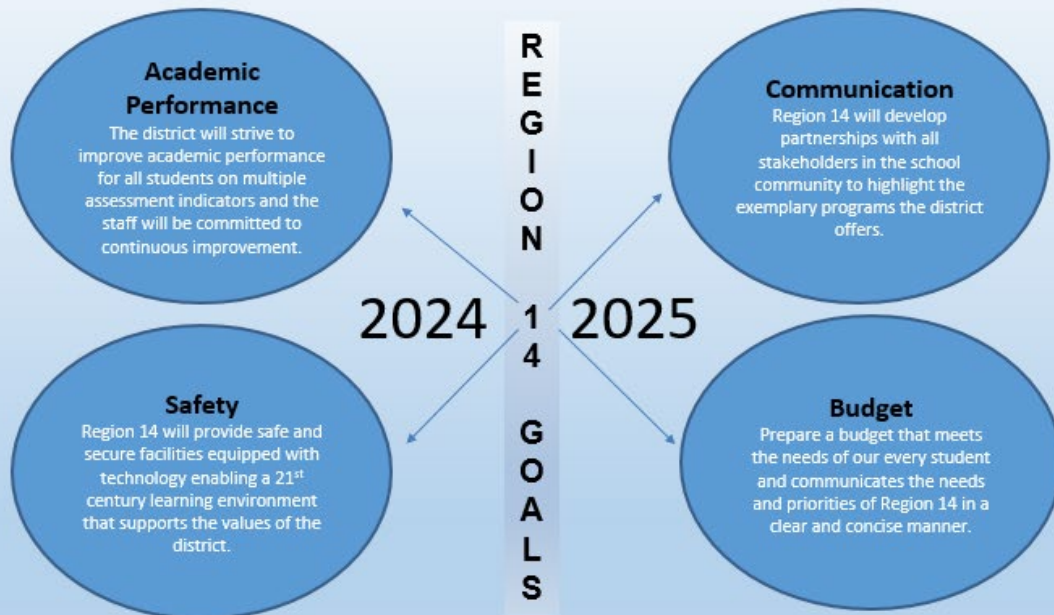 Academic
Performance
The district will strive to
improve academic performance
for all students on multiple
assessment indicators and the
staff will be committed to
continuous improvement.
Communication
Region 14 will develop
partnerships with all
stakeholders in the school
community to highlight the
exemplary programs the district
offers.
REGION 14 GOALS
2024
2025
Safety
Region 14 will provide safe and
secure facilities equipped with
technology enabling a 21st
century learning environment
that supports the values of the
district.
Budget
Prepare a budget that meets
the needs of our every student
and communicates the needs
and priorities of Region 14 in a
clear and concise manner.